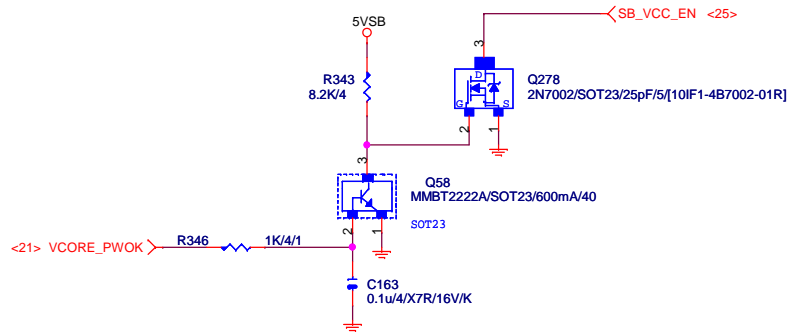 SB_VCC_EN <25>
5VSB
3
D
G
S
2
1
Q278
2N7002/SOT23/25pF/5/[10IF1-4B7002-01R]
R343
8.2K/4
3
Q58
MMBT2222A/SOT23/600mA/40
SOT23
2
1
<21> VCORE_PWOK
R346
1K/4/1
C163
0.1u/4/X7R/16V/K